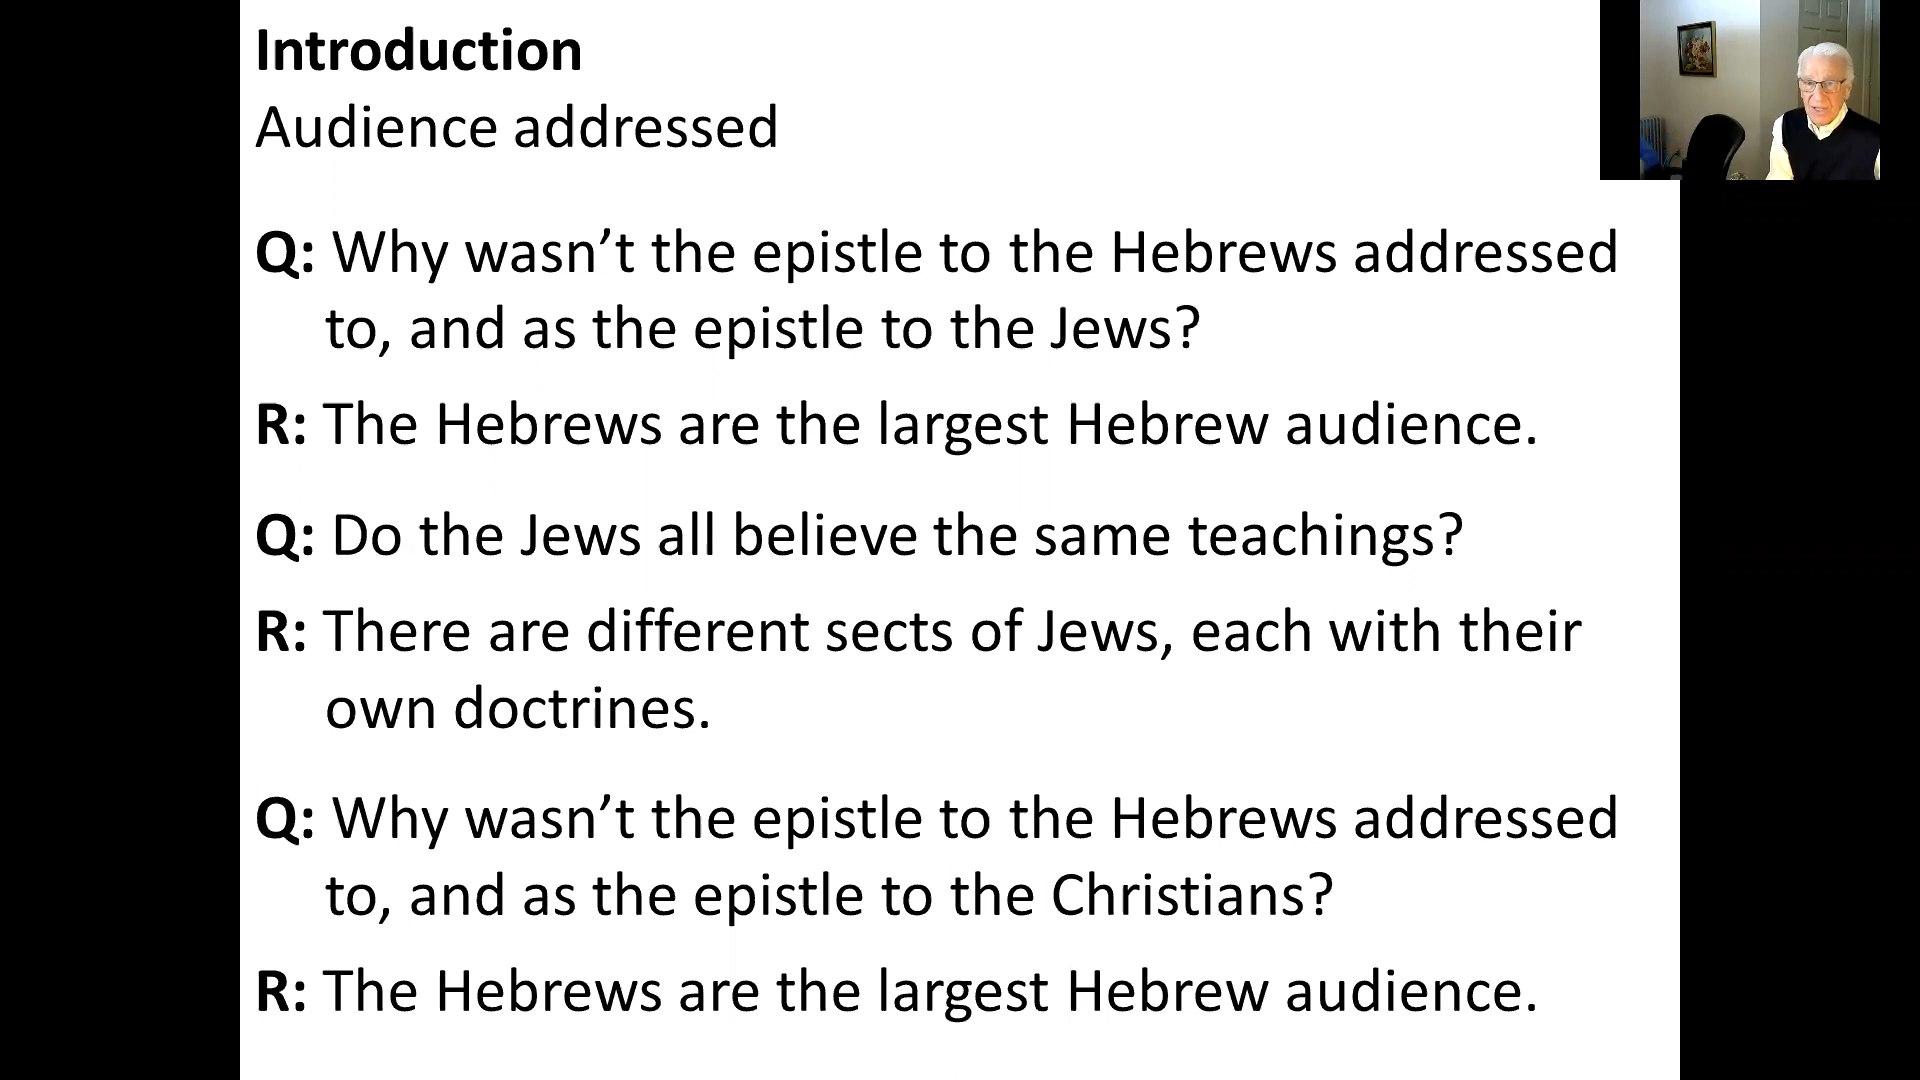 Introduction
Audience addressed
Q: Why wasn’t the epistle to the Hebrews addressed
to, and as the epistle to the Jews?
R: The Hebrews are the largest Hebrew audience.
Q: Do the Jews all believe the same teachings?
R: There are different sects of Jews, each with their
own doctrines.
Q: Why wasn’t the epistle to the Hebrews addressed
to, and as the epistle to the Christians?
R: The Hebrews are the largest Hebrew audience.